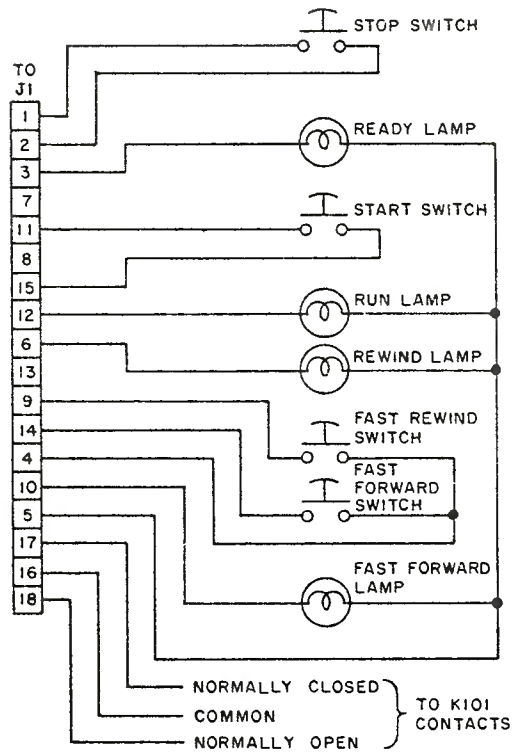 STOP SWITCH
TO
J1
1
2
READY LAMP
3
7
START SWITCH
11
8
15
RUN LAMP
12
6
REWIND LAMP
13
9
FAST REWIND
SWITCH
14
4
FAST
FORWARD
SWITCH
10
5
17
FAST FORWARD
LAMP
16
18
NORMALLY CLOSED
COMMON
NORMALLY OPEN
TO K101
CONTACTS